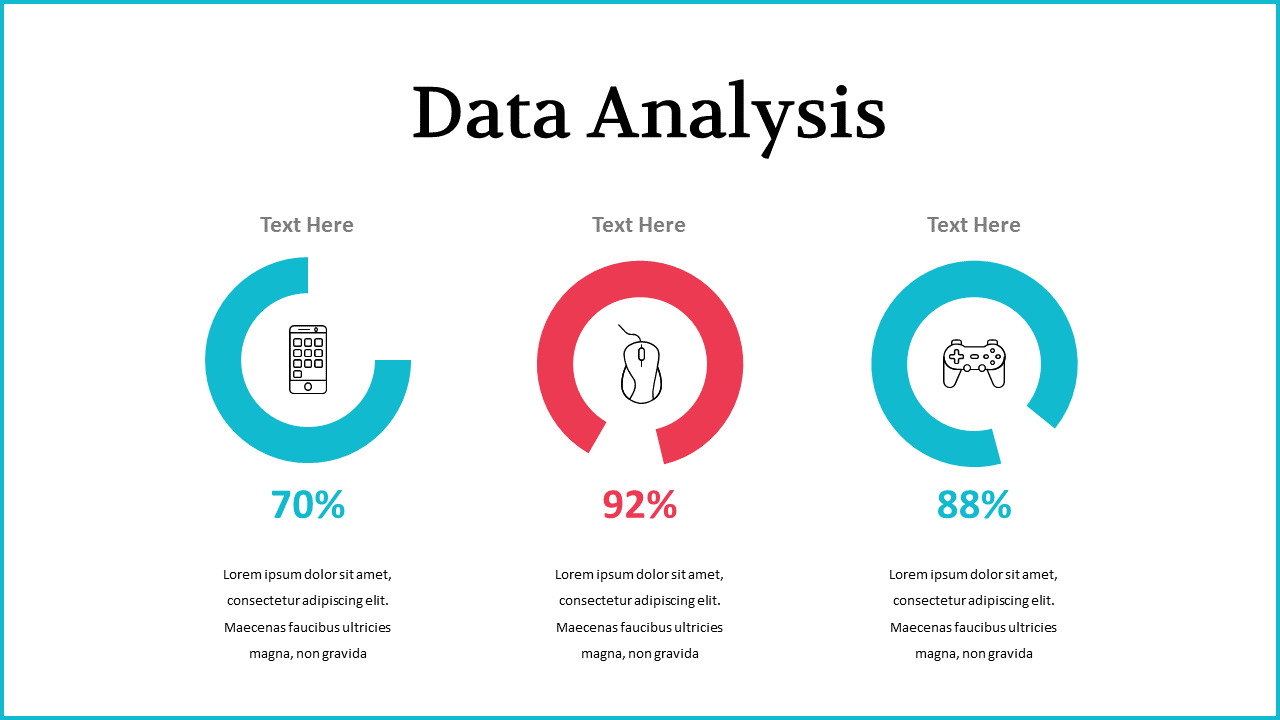 Data Analysis
Text Here
70%
Lorem ipsum dolor sit amet,
consectetur adipiscing elit.
Maecenas faucibus ultricies
magna, non gravida
Text Here
92%
Lorem ipsum dolor sit amet,
consectetur adipiscing elit.
Maecenas faucibus ultricies
magna, non gravida
Text Here
88%
Lorem ipsum dolor sit amet,
consectetur adipiscing elit.
Maecenas faucibus ultricies
magna, non gravida